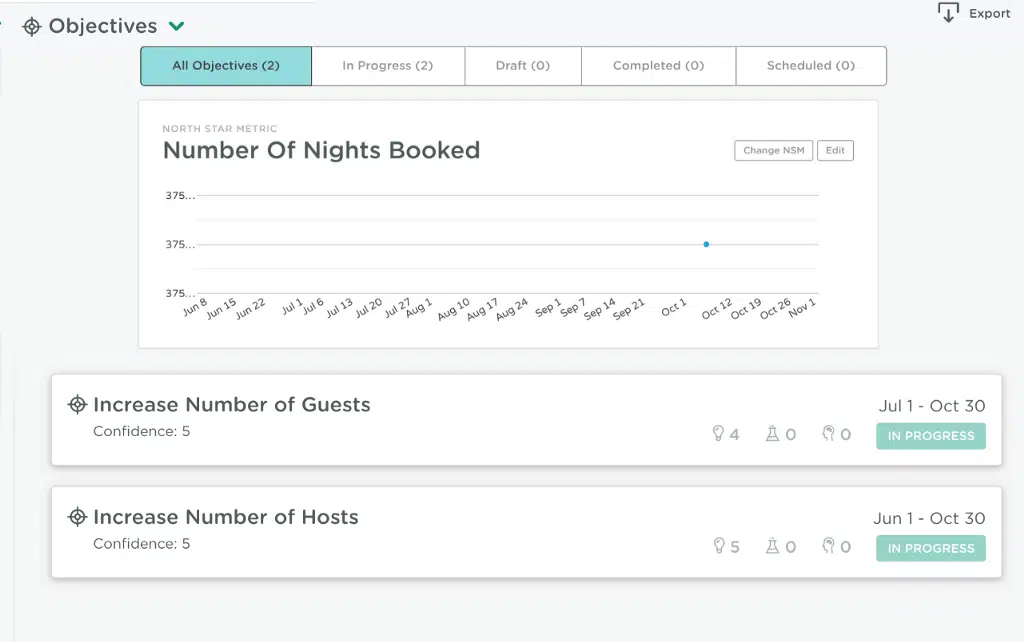 Objectives
Export
All Objectives (2)
In Progress (2)
Draft (0)
Completed (0)
Scheduled (0)
NORTH STAR METRIC
Number Of Nights Booked
Change NSM
Edit
375...
375...
375...
Jun 8
Jun 15
Jun 22
Jul 1
Jul 6
Jul 13
Jul 20
Jul 27
Aug 1
Aug 10
Aug 17
Aug 24
Sep 1
Sep 7
Sep 14
Sep 21
Oct 1
Oct 12
Oct 19
Oct 26
Nov 1
Increase Number of Guests
Jul 1 - Oct 30
Confidence: 5
4
0
0
IN PROGRESS
Increase Number of Hosts
Jun 1 - Oct 30
Confidence: 5
5
0
0
IN PROGRESS